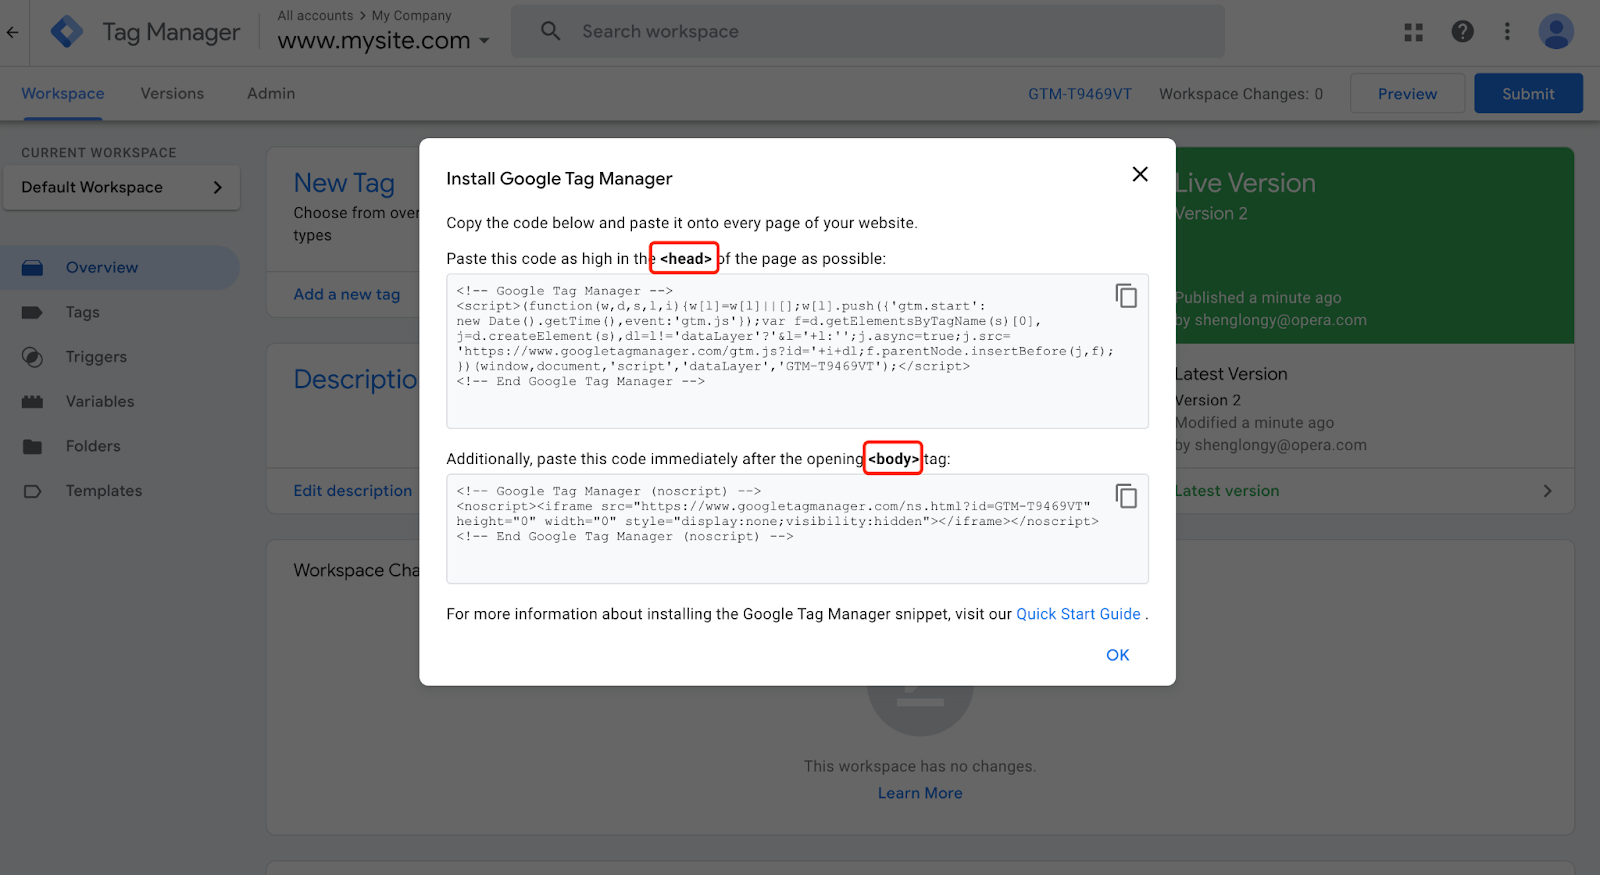 Tag Manager
All accounts > My Company
www.mysite.com
Search workspace
Workspace
Versions
Admin
GTM-T9469VT
Workspace Changes: 0
Preview
Submit
CURRENT WORKSPACE
Default Workspace
Overview
Tags
Triggers
Variables
Folders
Templates
New Tag
Choose from over
types
Add a new tag
Descriptio
Edit description
Workspace Cha
Install Google Tag Manager
Copy the code below and paste it onto every page of your website.
Paste this code as high in the <head> of the page as possible:
<!-- Google Tag Manager -->
<script>(function(w,d,s,l,i){w[l]=w[l]||[];w[l].push({'gtm.start':
new Date().getTime(),event:'gtm.js'});var f=d.getElementsByTagName(s)[0],
j=d.createElement(s),dl=l!='dataLayer'?'&l='+l:'';j.async=true;j.src=
'https://www.googletagmanager.com/gtm.js?id='+i+dl;f.parentNode.insertBefore(j,f);
})(window,document,'script','dataLayer','GTM-T9469VT');</script>
<!-- End Google Tag Manager -->
Additionally, paste this code immediately after the opening <body> tag:
<!-- Google Tag Manager (noscript) -->
<noscript><iframe src="https://www.googletagmanager.com/ns.html?id=GTM-T9469VT"
height="0" width="0" style="display:none;visibility:hidden"></iframe></noscript>
<!-- End Google Tag Manager (noscript) -->
For more information about installing the Google Tag Manager snippet, visit our Quick Start Guide .
OK
Live Version
Version 2
Published a minute ago
by shenglongy@opera.com
Latest Version
Version 2
Modified a minute ago
by shenglongy@opera.com
Latest version
This workspace has no changes.
Learn More